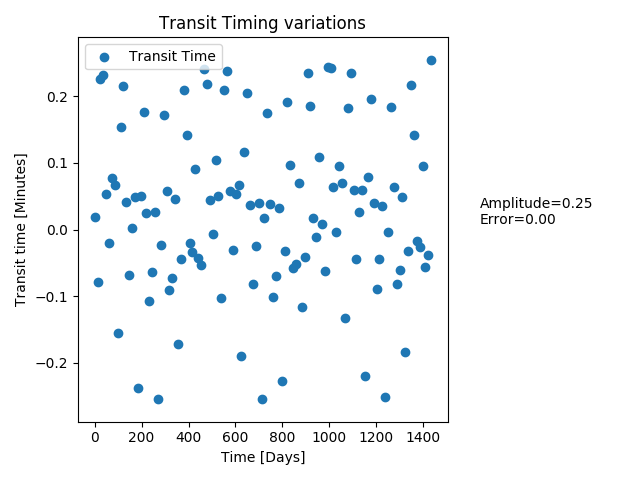 Transit Timing variations
Transit Time
Transit time [Minutes]
0.2
0.1
0.0
−0.1
−0.2
0 200 400 600 800 1000 1200 1400
Time [Days]
Amplitude=0.25
Error=0.00